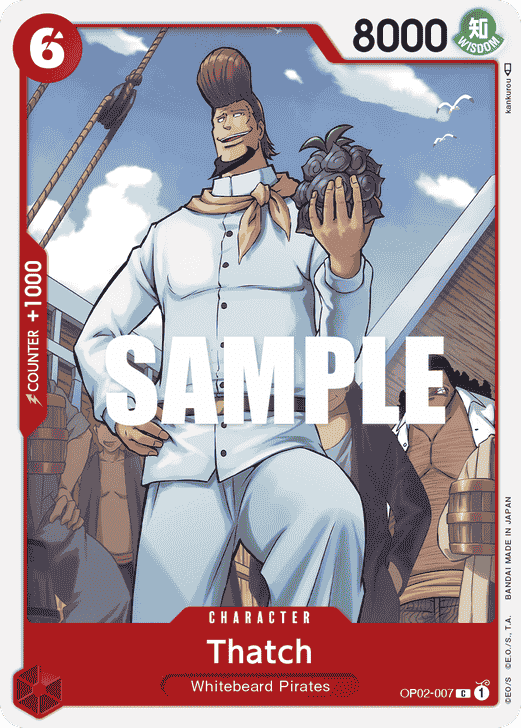 6
8000
知
WISDOM
kankurou
COUNTER +1000
SAMPLE
CHARACTER
Thatch
Whitebeard Pirates
OP02-007 C 1
©EO/S ©E.O./S., T.A. BANDAI MADE IN JAPAN